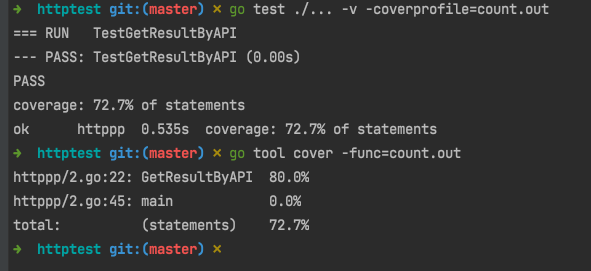 ➜  httptest git:(master) ✗ go test ./... -v -coverprofile=count.out
=== RUN   TestGetResultByAPI
--- PASS: TestGetResultByAPI (0.00s)
PASS
coverage: 72.7% of statements
ok      httppp  0.535s  coverage: 72.7% of statements
➜  httptest git:(master) ✗ go tool cover -func=count.out
httppp/2.go:22: GetResultByAPI  80.0%
httppp/2.go:45: main            0.0%
total:          (statements)    72.7%
➜  httptest git:(master) ✗